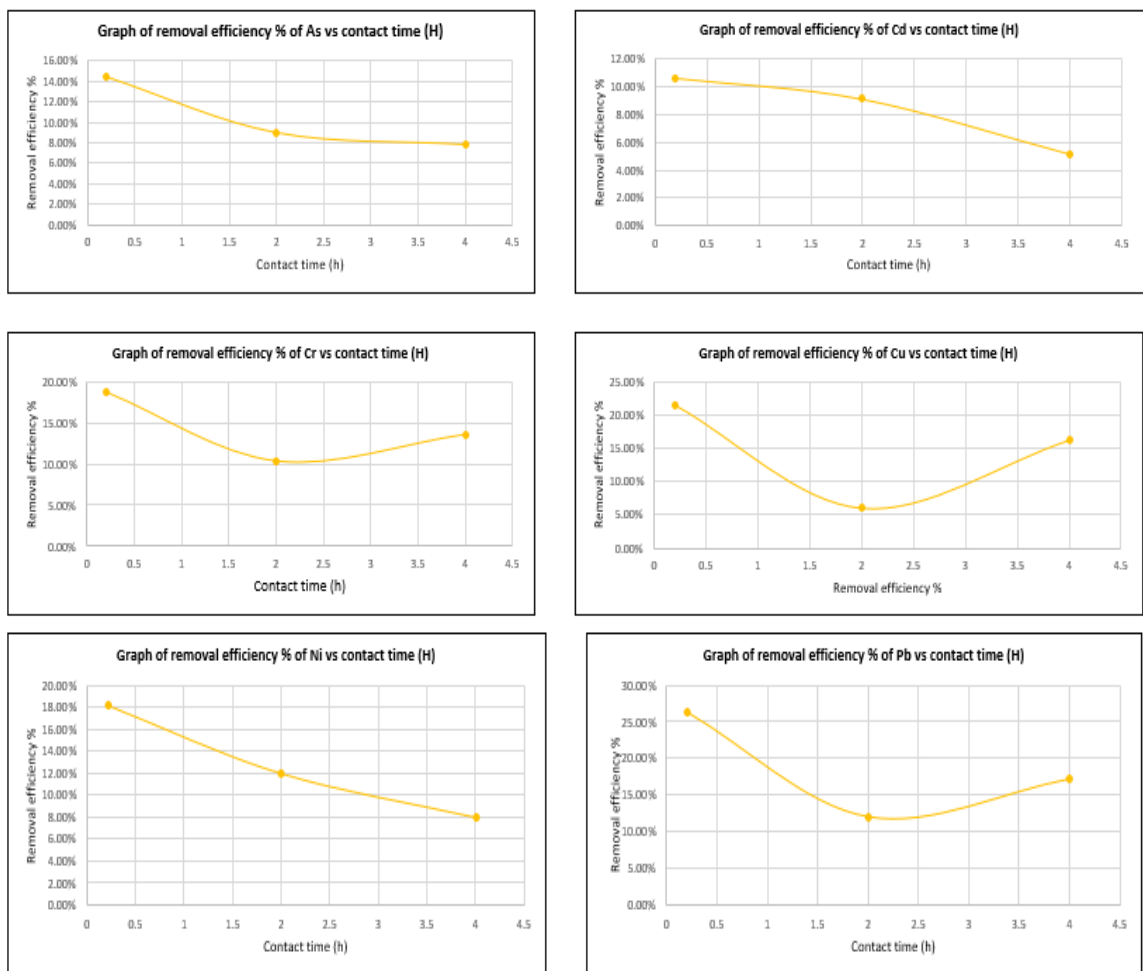 Graph of removal efficiency % of As vs contact time (H)
Removal efficiency %
16.00%
14.00%
12.00%
10.00%
8.00%
6.00%
4.00%
2.00%
0.00%
0 0.5 1 1.5 2 2.5 3 3.5 4 4.5
Contact time (h)
Graph of removal efficiency % of Cd vs contact time (H)
Removal efficiency %
12.00%
10.00%
8.00%
6.00%
4.00%
2.00%
0.00%
0 0.5 1 1.5 2 2.5 3 3.5 4 4.5
Contact time (h)
Graph of removal efficiency % of Cr vs contact time (H)
Removal efficiency %
20.00%
15.00%
10.00%
5.00%
0.00%
0 0.5 1 1.5 2 2.5 3 3.5 4 4.5
Contact time (h)
Graph of removal efficiency % of Cu vs contact time (H)
Removal efficiency %
25.00%
20.00%
15.00%
10.00%
5.00%
0.00%
0 0.5 1 1.5 2 2.5 3 3.5 4 4.5
Removal efficiency %
Graph of removal efficiency % of Ni vs contact time (H)
Removal efficiency %
20.00%
18.00%
16.00%
14.00%
12.00%
10.00%
8.00%
6.00%
4.00%
2.00%
0.00%
0 0.5 1 1.5 2 2.5 3 3.5 4 4.5
Contact time (h)
Graph of removal efficiency % of Pb vs contact time (H)
Removal efficiency %
30.00%
25.00%
20.00%
15.00%
10.00%
5.00%
0.00%
0 0.5 1 1.5 2 2.5 3 3.5 4 4.5
Contact time (h)